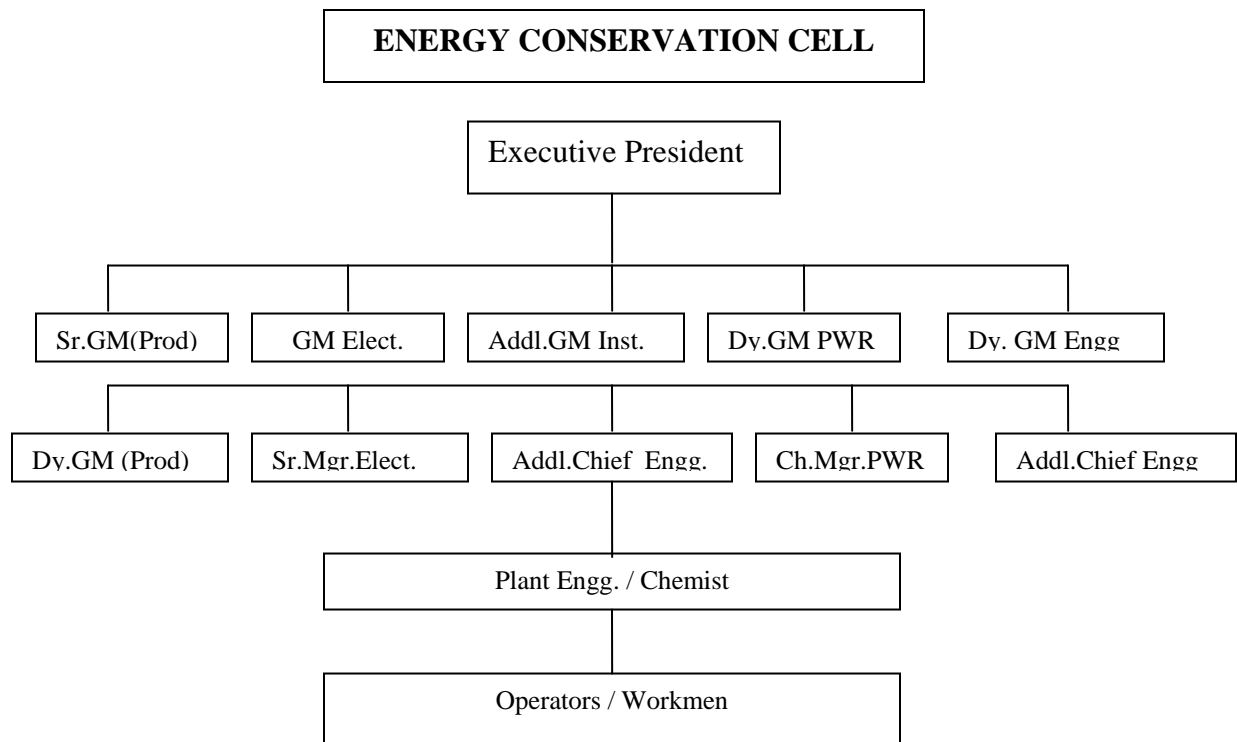 ENERGY CONSERVATION CELL
Executive President
Sr.GM(Prod)
GM Elect.
Addl.GM Inst.
Dy.GM PWR
Dy. GM Engg
Dy.GM (Prod)
Sr.Mgr.Elect.
Addl.Chief Engg.
Ch.Mgr.PWR
Addl.Chief Engg
Plant Engg. / Chemist
Operators / Workmen